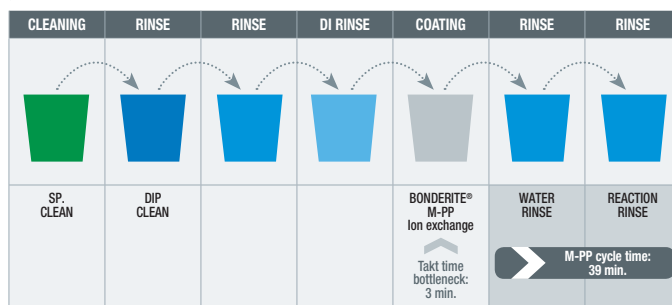 CLEANING RINSE RINSE DI RINSE COATING RINSE RINSE
SP.
CLEAN
DIP
CLEAN
BONDERITE®
M-PP
Ion exchange
WATER
RINSE
REACTION
RINSE
Takt time
bottleneck:
3 min.
M-PP cycle time:
39 min.